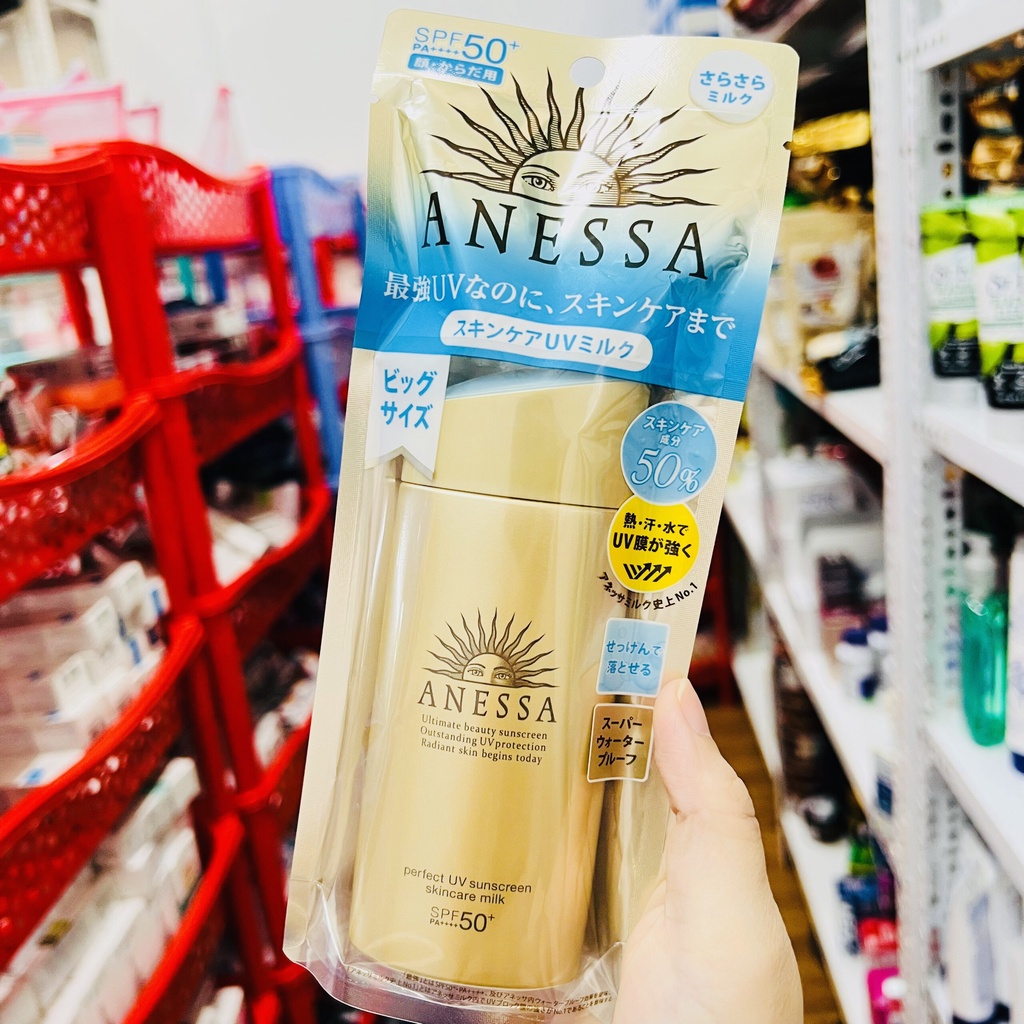 SPF50+
PA++++
顔・からだ用
さらさら
ミルク
ANESSA
最強UVなのに、スキンケアまで
スキンケアUVミルク
ビッグ
サイズ
スキンケア
成分
50%
熱・汗・水で
UV膜が強く
アネッサミルク史上No.1
せっけんで
落とせる
スーパー
ウォーター
プルーフ
ANESSA
Ultimate beauty sunscreen
Outstanding UV protection
Radiant skin begins today
perfect UV sunscreen
skincare milk
SPF50+
PA++++